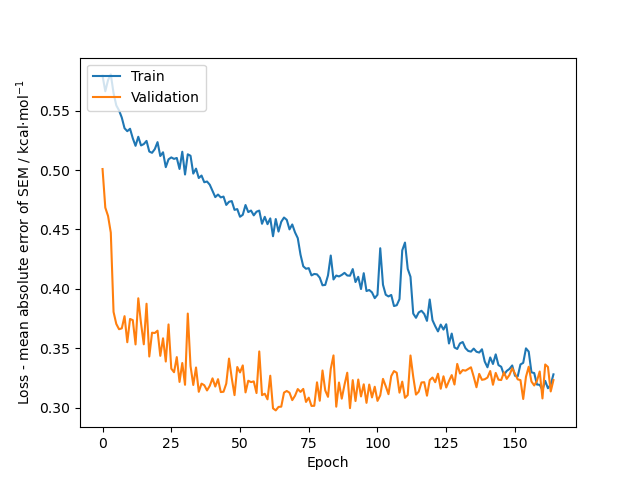 Train
Validation
Loss - mean absolute error of SEM / kcal·mol⁻¹
0.55
0.50
0.45
0.40
0.35
0.30
0 25 50 75 100 125 150
Epoch